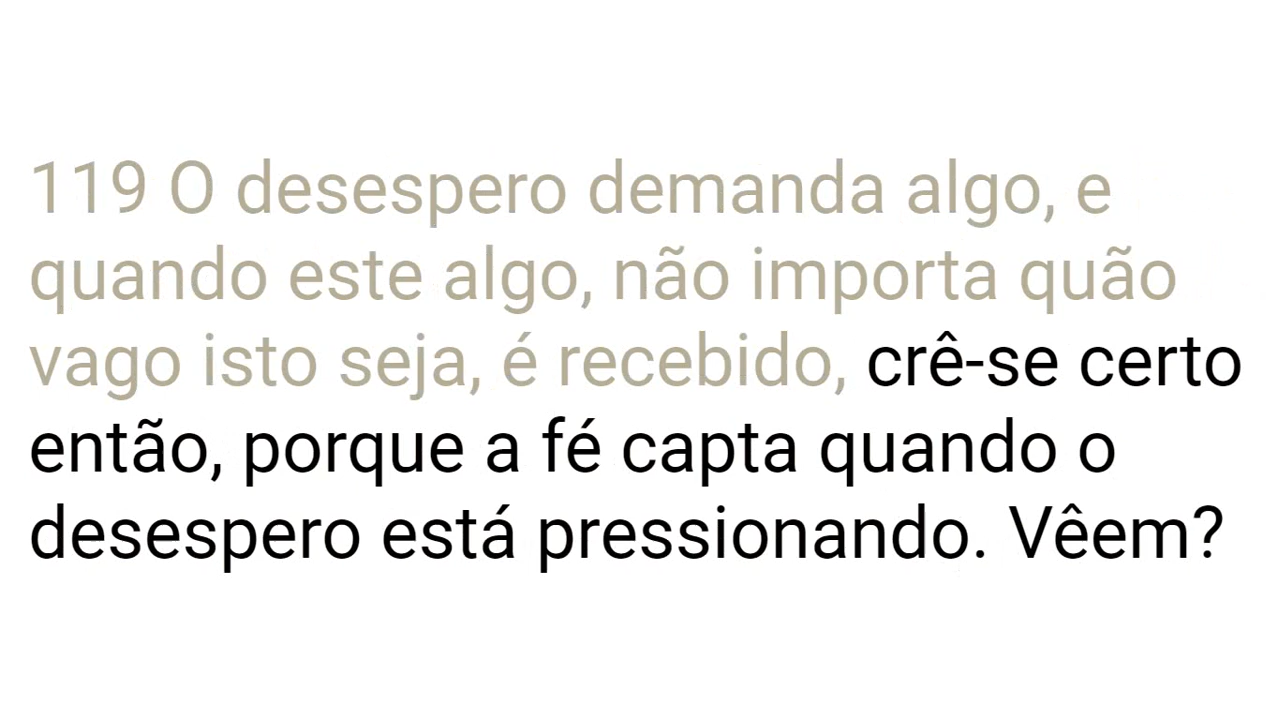 119 O desespero demanda algo, e
quando este algo, não importa quão
vago isto seja, é recebido, crê-se certo
então, porque a fé capta quando o
desespero está pressionando. Vêem?